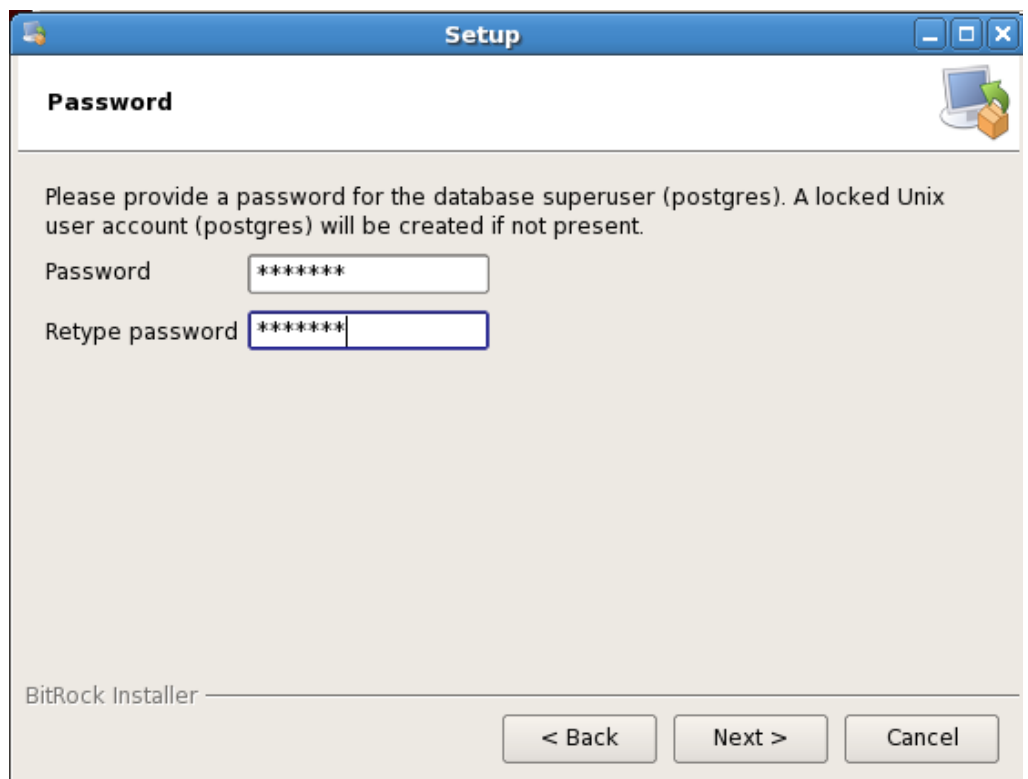 Setup
Password
Please provide a password for the database superuser (postgres). A locked Unix
user account (postgres) will be created if not present.
Password *******
Retype password *******
BitRock Installer
< Back Next > Cancel